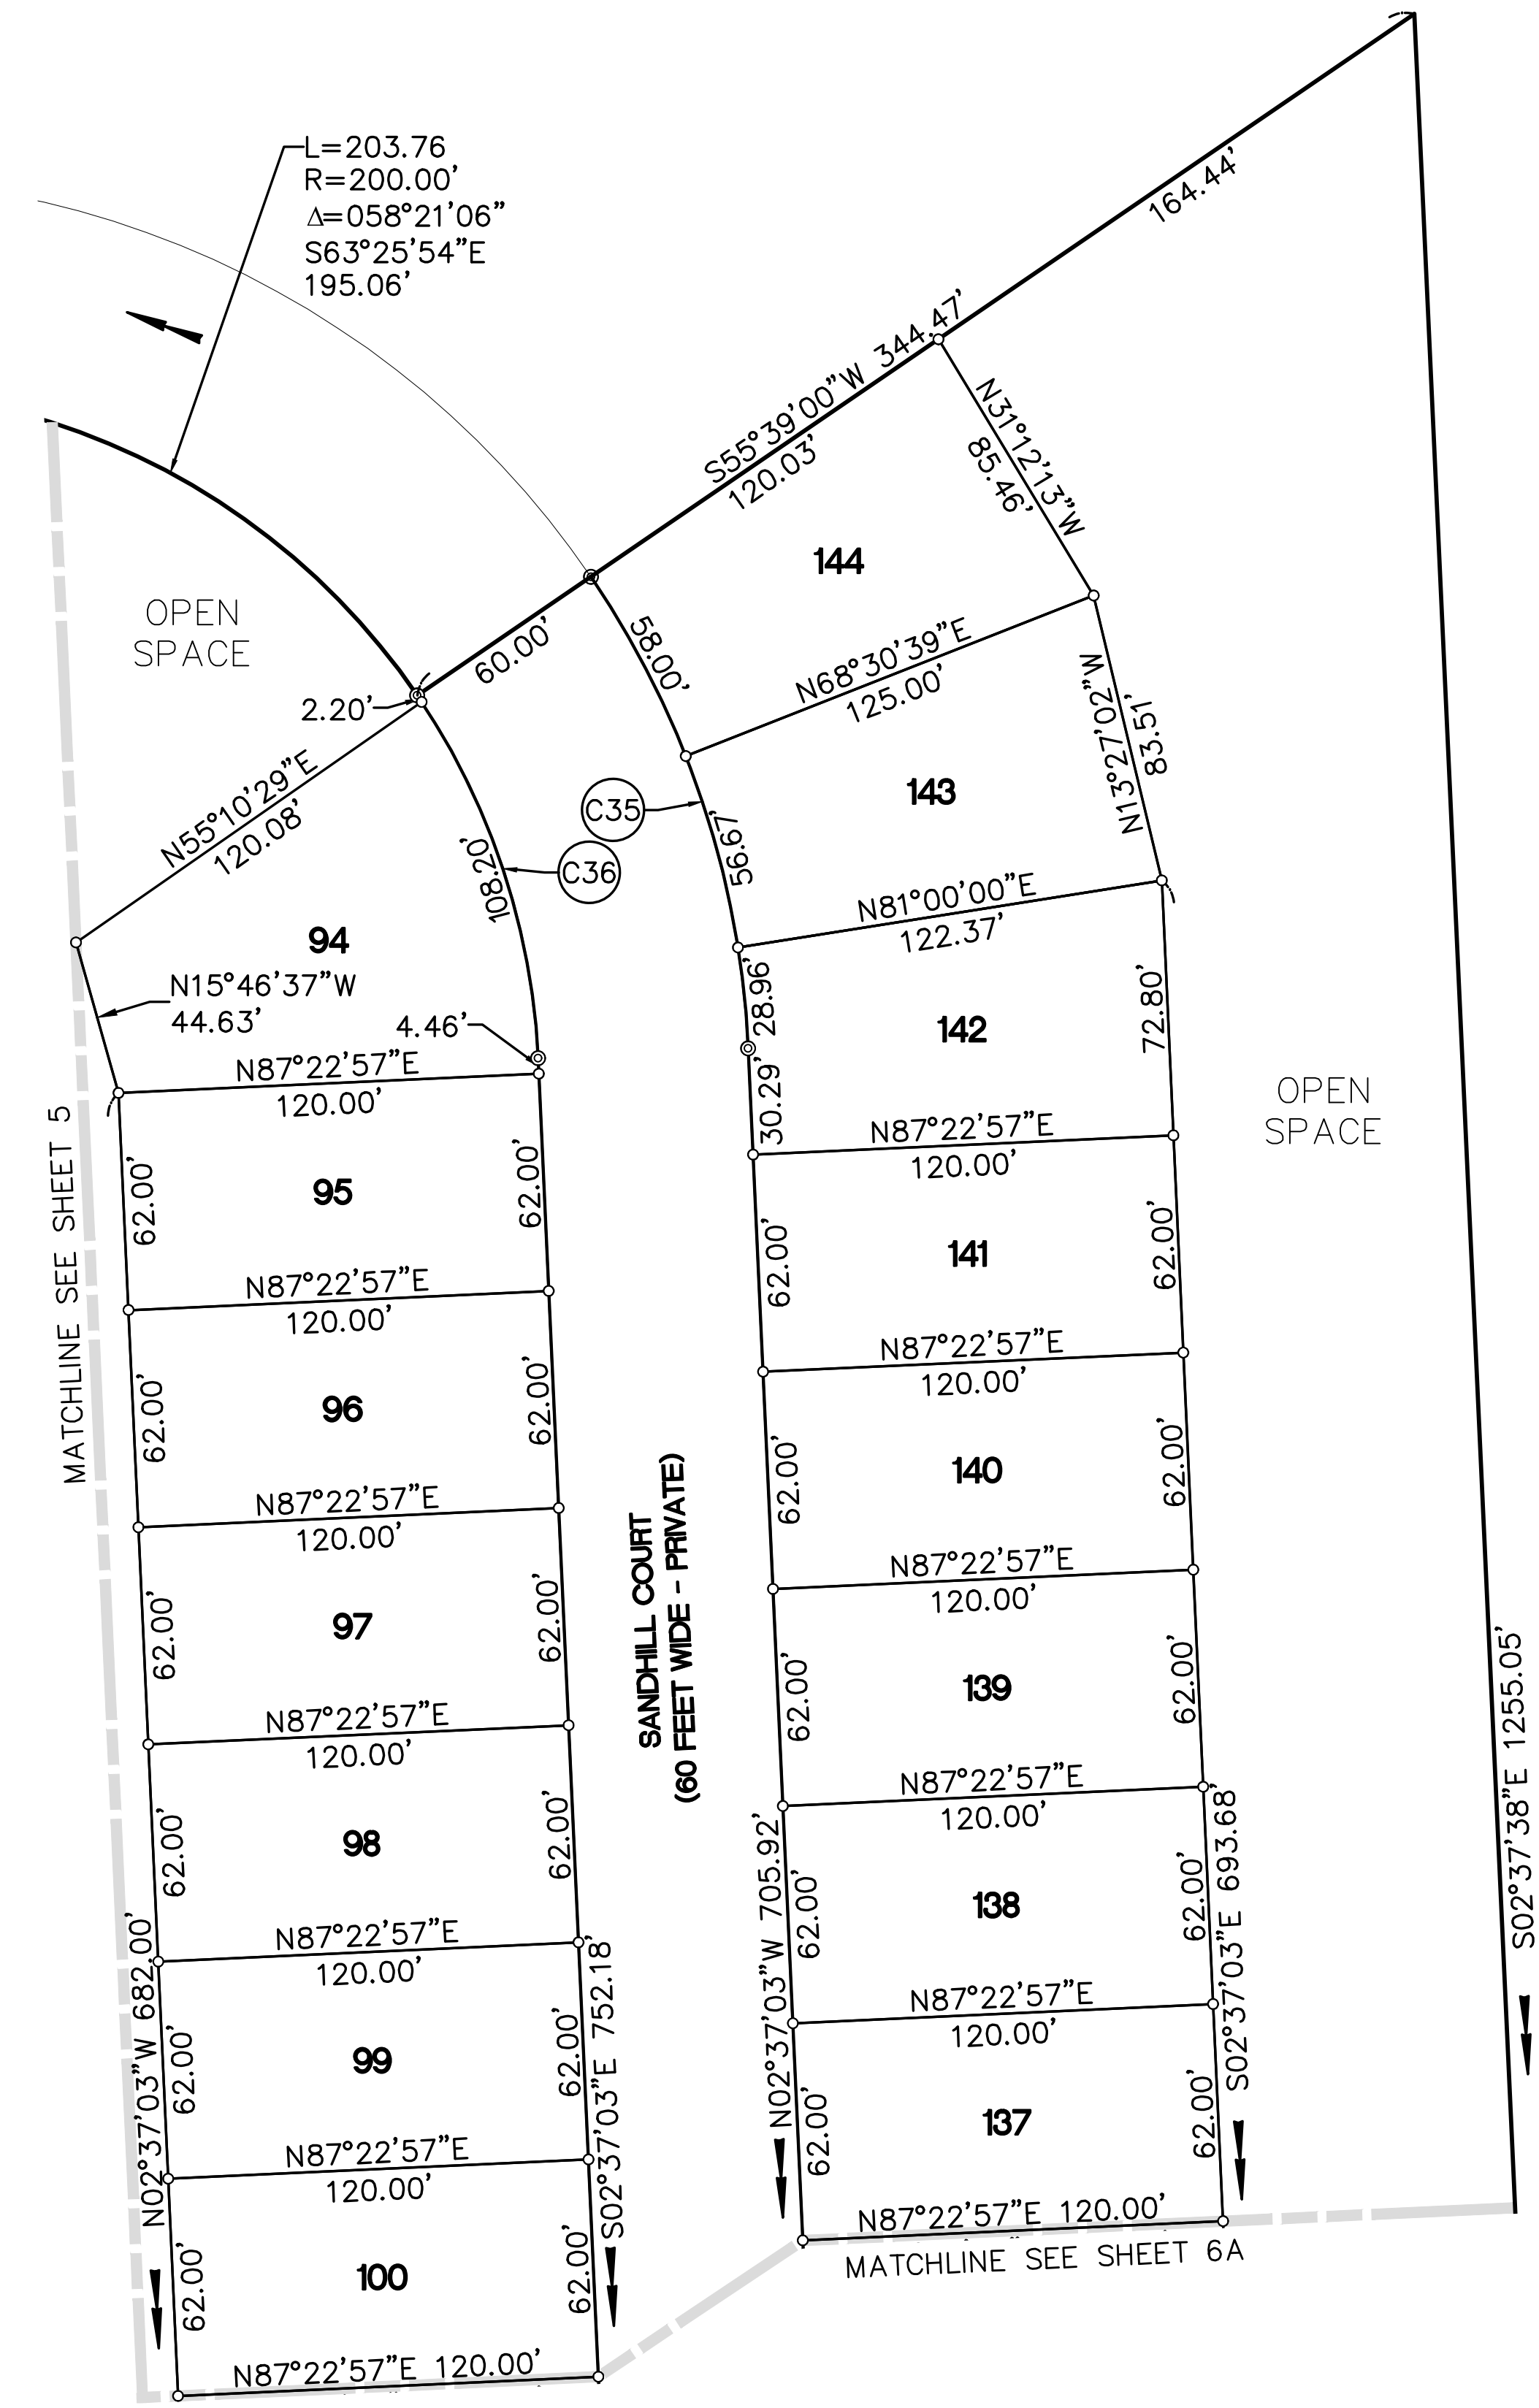 L=203.76
R=200.00'
Δ=058°21'06"
S63°25'54"E
195.06'
164.44'
S55°39'00"W 344.47'
120.03'
N31°12'13"W
85.46'
144
OPEN
SPACE
60.00'
58.00'
N68°30'39"E
125.00'
2.20'
N55°10'29"E
120.08'
C35
C36
108.20'
56.67'
143
N13°27'02"W
83.51'
N81°00'00"E
122.37'
94
N15°46'37"W
44.63'
4.46'
28.96'
30.29'
142
72.80'
OPEN
SPACE
N87°22'57"E
120.00'
N87°22'57"E
120.00'
MATCHLINE SEE SHEET 5
62.00'
95
62.00'
62.00'
141
62.00'
N87°22'57"E
120.00'
N87°22'57"E
120.00'
62.00'
96
62.00'
62.00'
140
62.00'
N87°22'57"E
120.00'
N87°22'57"E
120.00'
SANDHILL COURT
(60 FEET WIDE - PRIVATE)
62.00'
97
62.00'
62.00'
139
62.00'
N87°22'57"E
120.00'
N87°22'57"E
120.00'
S02°37'38"E 1255.05'
62.00'
98
62.00'
62.00'
138
62.00'
N87°22'57"E
120.00'
N87°22'57"E
120.00'
N02°37'03"W 682.00'
S02°37'03"E 752.18'
N02°37'03"W 705.92'
S02°37'03"E 693.68'
62.00'
99
62.00'
62.00'
137
62.00'
N87°22'57"E
120.00'
N87°22'57"E 120.00'
MATCHLINE SEE SHEET 6A
62.00'
100
62.00'
N87°22'57"E 120.00'